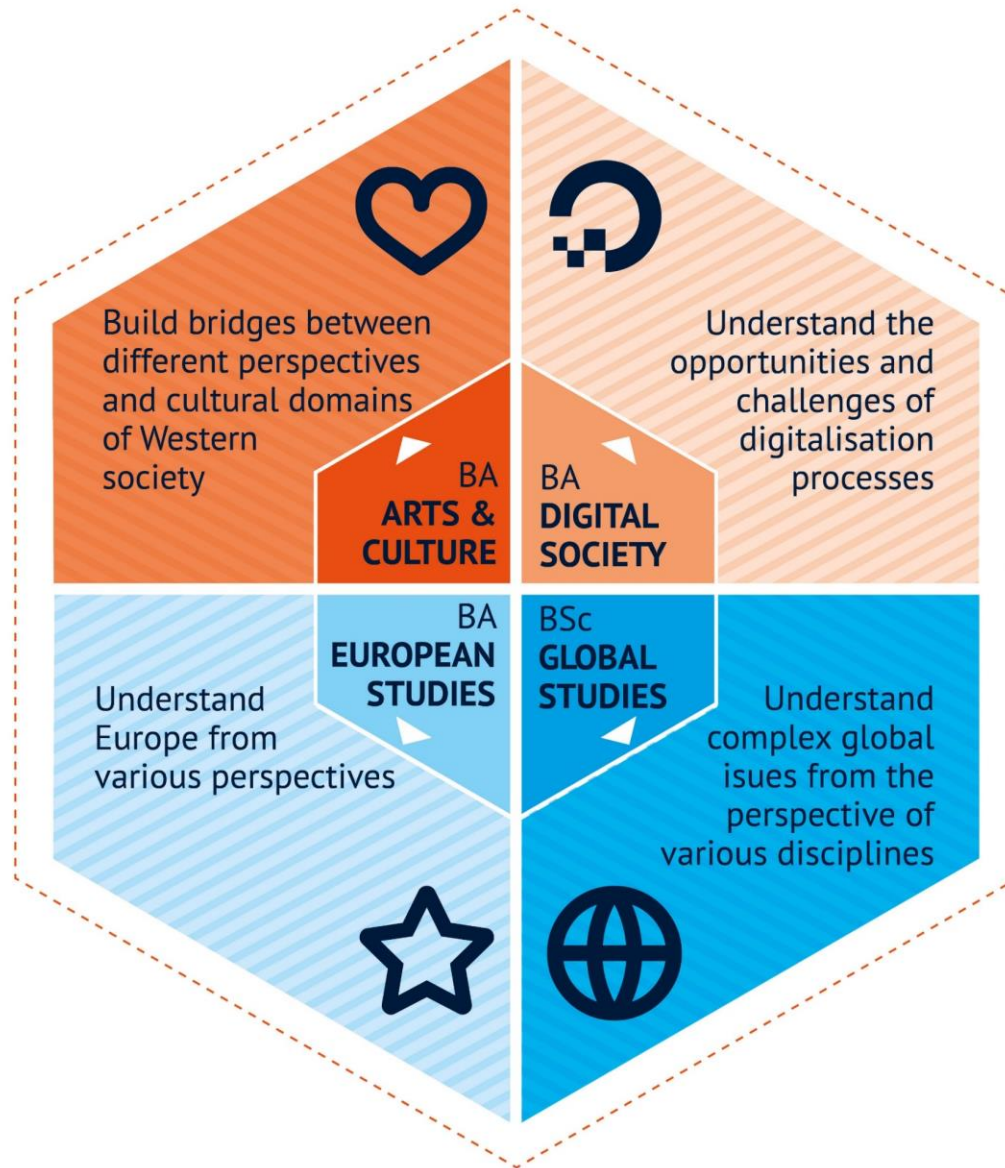 Build bridges between
different perspectives
and cultural domains
of Western
society
BA
ARTS &
CULTURE
Understand the
opportunities and
challenges of
digitalisation
processes
BA
DIGITAL
SOCIETY
BA
EUROPEAN
STUDIES
Understand
Europe from
various perspectives
BSc
GLOBAL
STUDIES
Understand
complex global
isues from the
perspective of
various disciplines